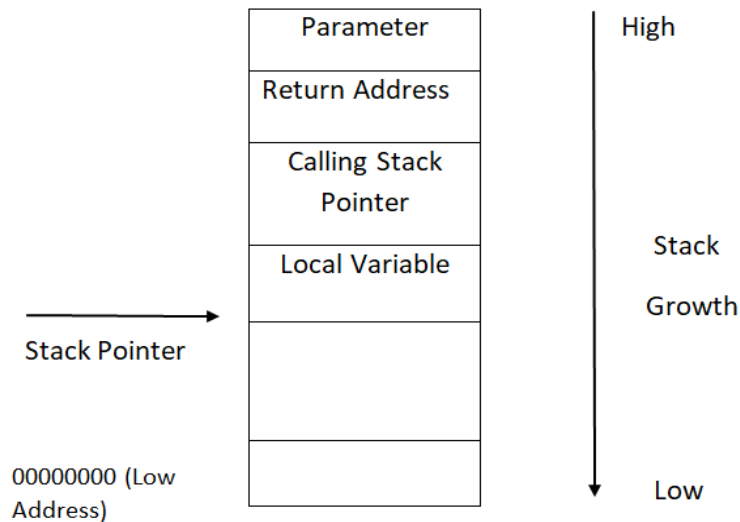 Parameter
High
Return Address
Calling Stack
Pointer
Stack
Local Variable
Growth
Stack Pointer
00000000 (Low
Address)
Low